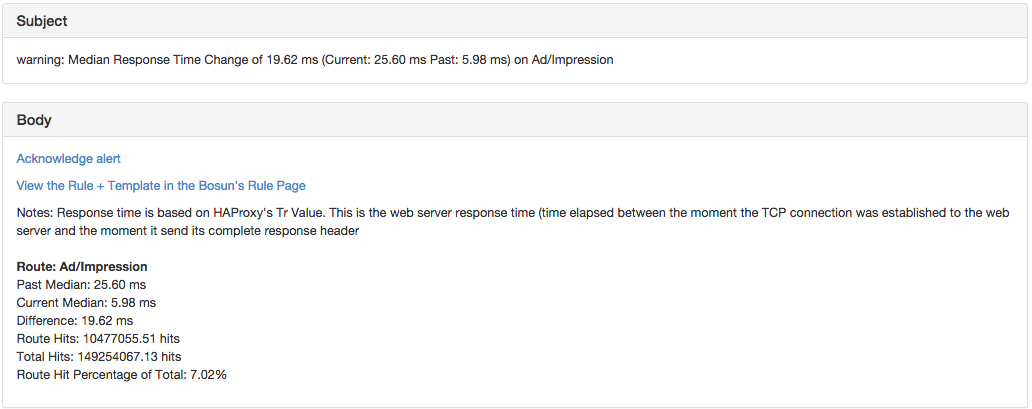 Subject
warning: Median Response Time Change of 19.62 ms (Current: 25.60 ms Past: 5.98 ms) on Ad/Impression
Body
Acknowledge alert
View the Rule + Template in the Bosun's Rule Page
Notes: Response time is based on HAProxy's Tr Value. This is the web server response time (time elapsed between the moment the TCP connection was established to the web
server and the moment it send its complete response header
Route: Ad/Impression
Past Median: 25.60 ms
Current Median: 5.98 ms
Difference: 19.62 ms
Route Hits: 10477055.51 hits
Total Hits: 149254067.13 hits
Route Hit Percentage of Total: 7.02%